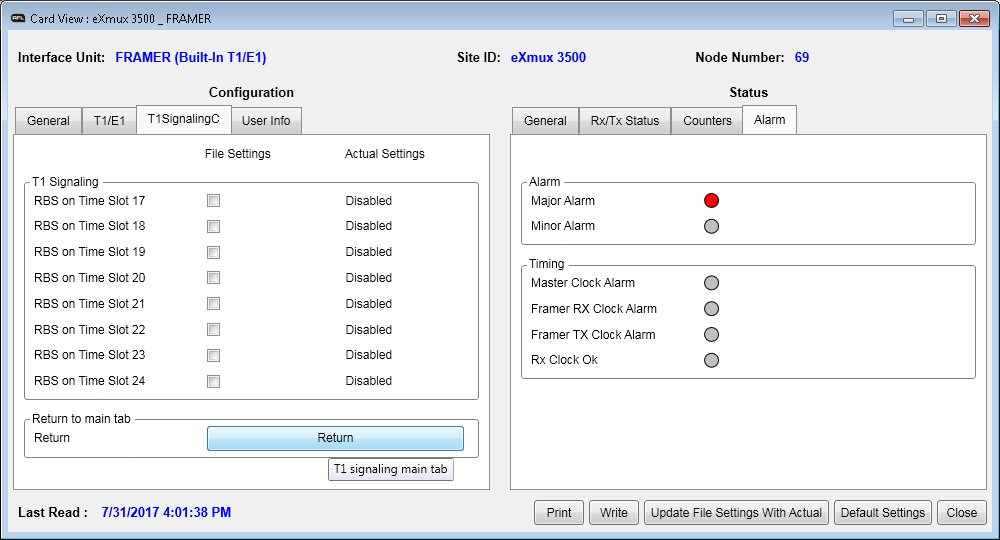 AFL Card View : eXmux 3500 _ FRAMER
Interface Unit: FRAMER (Built-In T1/E1) Site ID: eXmux 3500 Node Number: 69
Configuration
General T1/E1 T1SignalingC User Info
File Settings Actual Settings
T1 Signaling
RBS on Time Slot 17 Disabled
RBS on Time Slot 18 Disabled
RBS on Time Slot 19 Disabled
RBS on Time Slot 20 Disabled
RBS on Time Slot 21 Disabled
RBS on Time Slot 22 Disabled
RBS on Time Slot 23 Disabled
RBS on Time Slot 24 Disabled
Return to main tab
Return Return
T1 signaling main tab
Status
General Rx/Tx Status Counters Alarm
Alarm
Major Alarm
Minor Alarm
Timing
Master Clock Alarm
Framer RX Clock Alarm
Framer TX Clock Alarm
Rx Clock Ok
Last Read : 7/31/2017 4:01:38 PM Print Write Update File Settings With Actual Default Settings Close